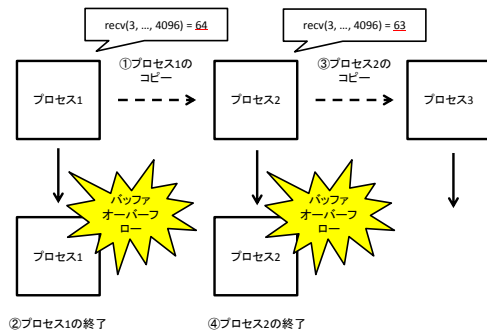 recv(3, …, 4096) = 64
recv(3, …, 4096) = 63
①プロセス1の
コピー
③プロセス2の
コピー
プロセス1
プロセス2
プロセス3
バッファ
オーバーフ
ロー
バッファ
オーバーフ
ロー
プロセス1
プロセス2
②プロセス1の終了
④プロセス2の終了